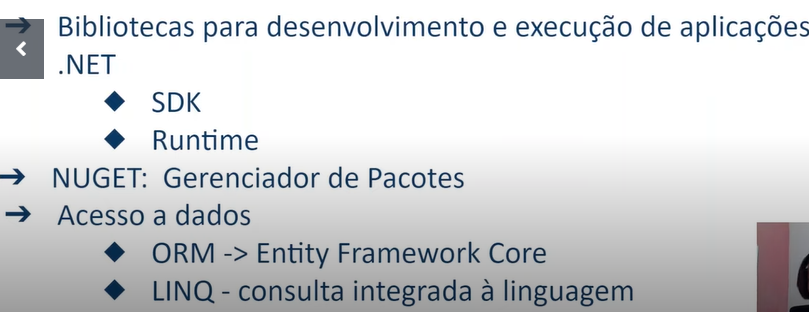 ➔ Bibliotecas para desenvolvimento e execução de aplicações
.NET
◆ SDK
◆ Runtime
➔ NUGET: Gerenciador de Pacotes
➔ Acesso a dados
◆ ORM -> Entity Framework Core
◆ LINQ - consulta integrada à linguagem